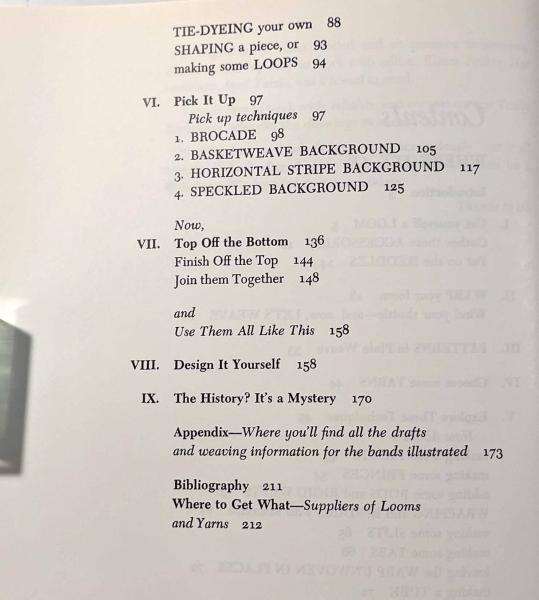 TIE-DYEING your own 88
SHAPING a piece, or 93
making some LOOPS 94
VI. Pick It Up 97
Pick up techniques 97
1. BROCADE 98
2. BASKETWEAVE BACKGROUND 105
3. HORIZONTAL STRIPE BACKGROUND 117
4. SPECKLED BACKGROUND 125
Now,
VII. Top Off the Bottom 136
Finish Off the Top 144
Join them Together 148
and
Use Them All Like This 158
VIII. Design It Yourself 158
IX. The History? It's a Mystery 170
Appendix—Where you'll find all the drafts
and weaving information for the bands illustrated 173
Bibliography 211
Where to Get What—Suppliers of Looms
and Yarns 212